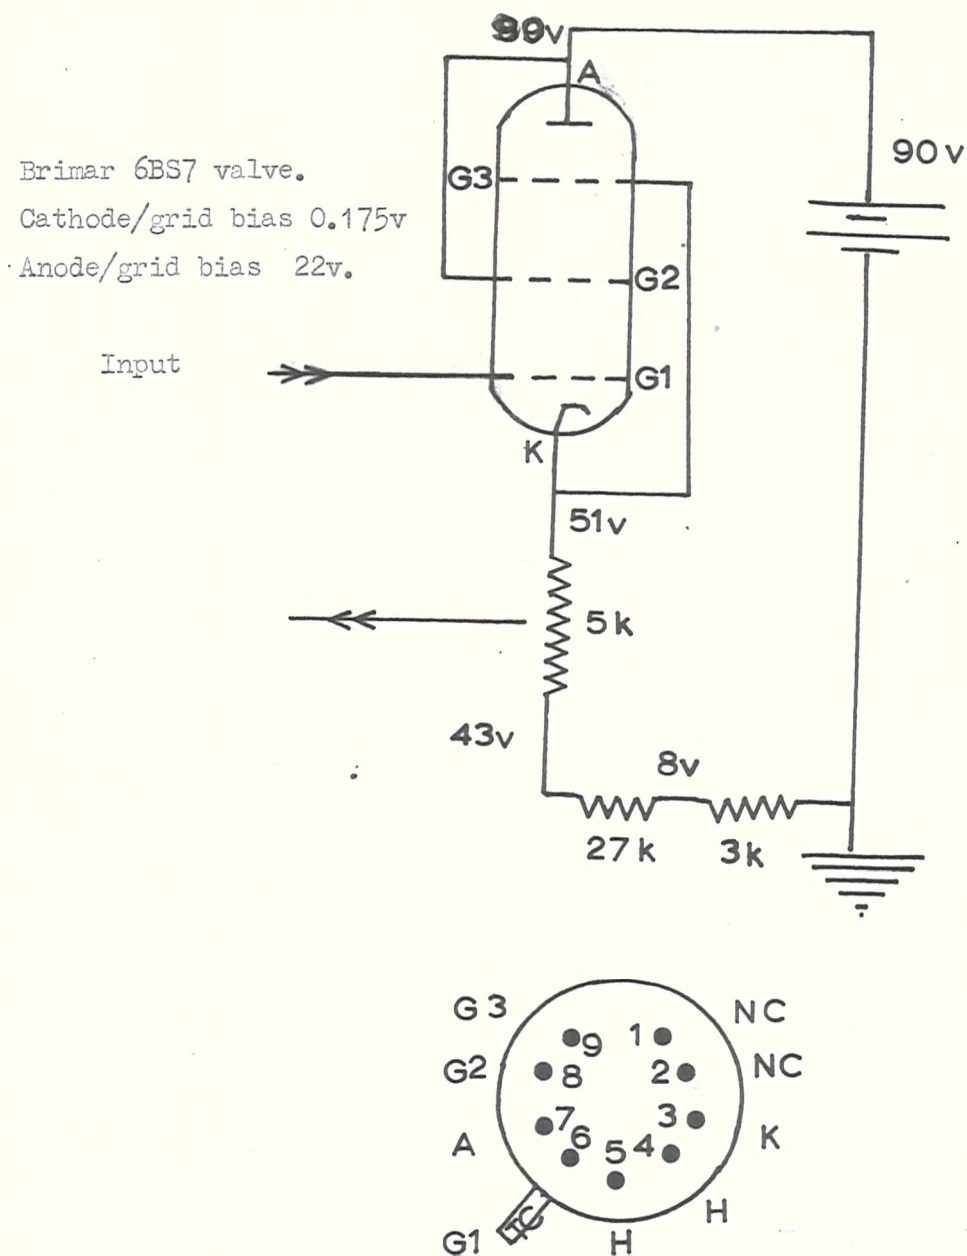 90v
A
90v
Brimar 6BS7 valve.
G3
Cathode/grid bias 0.175v
Anode/grid bias 22v.
G2
Input
G1
K
51v
5k
43v
8v
27k
3k
G3
NC
9
1
G2
8
2
NC
7
3
A
6
5
4
K
TC
H
G1
H